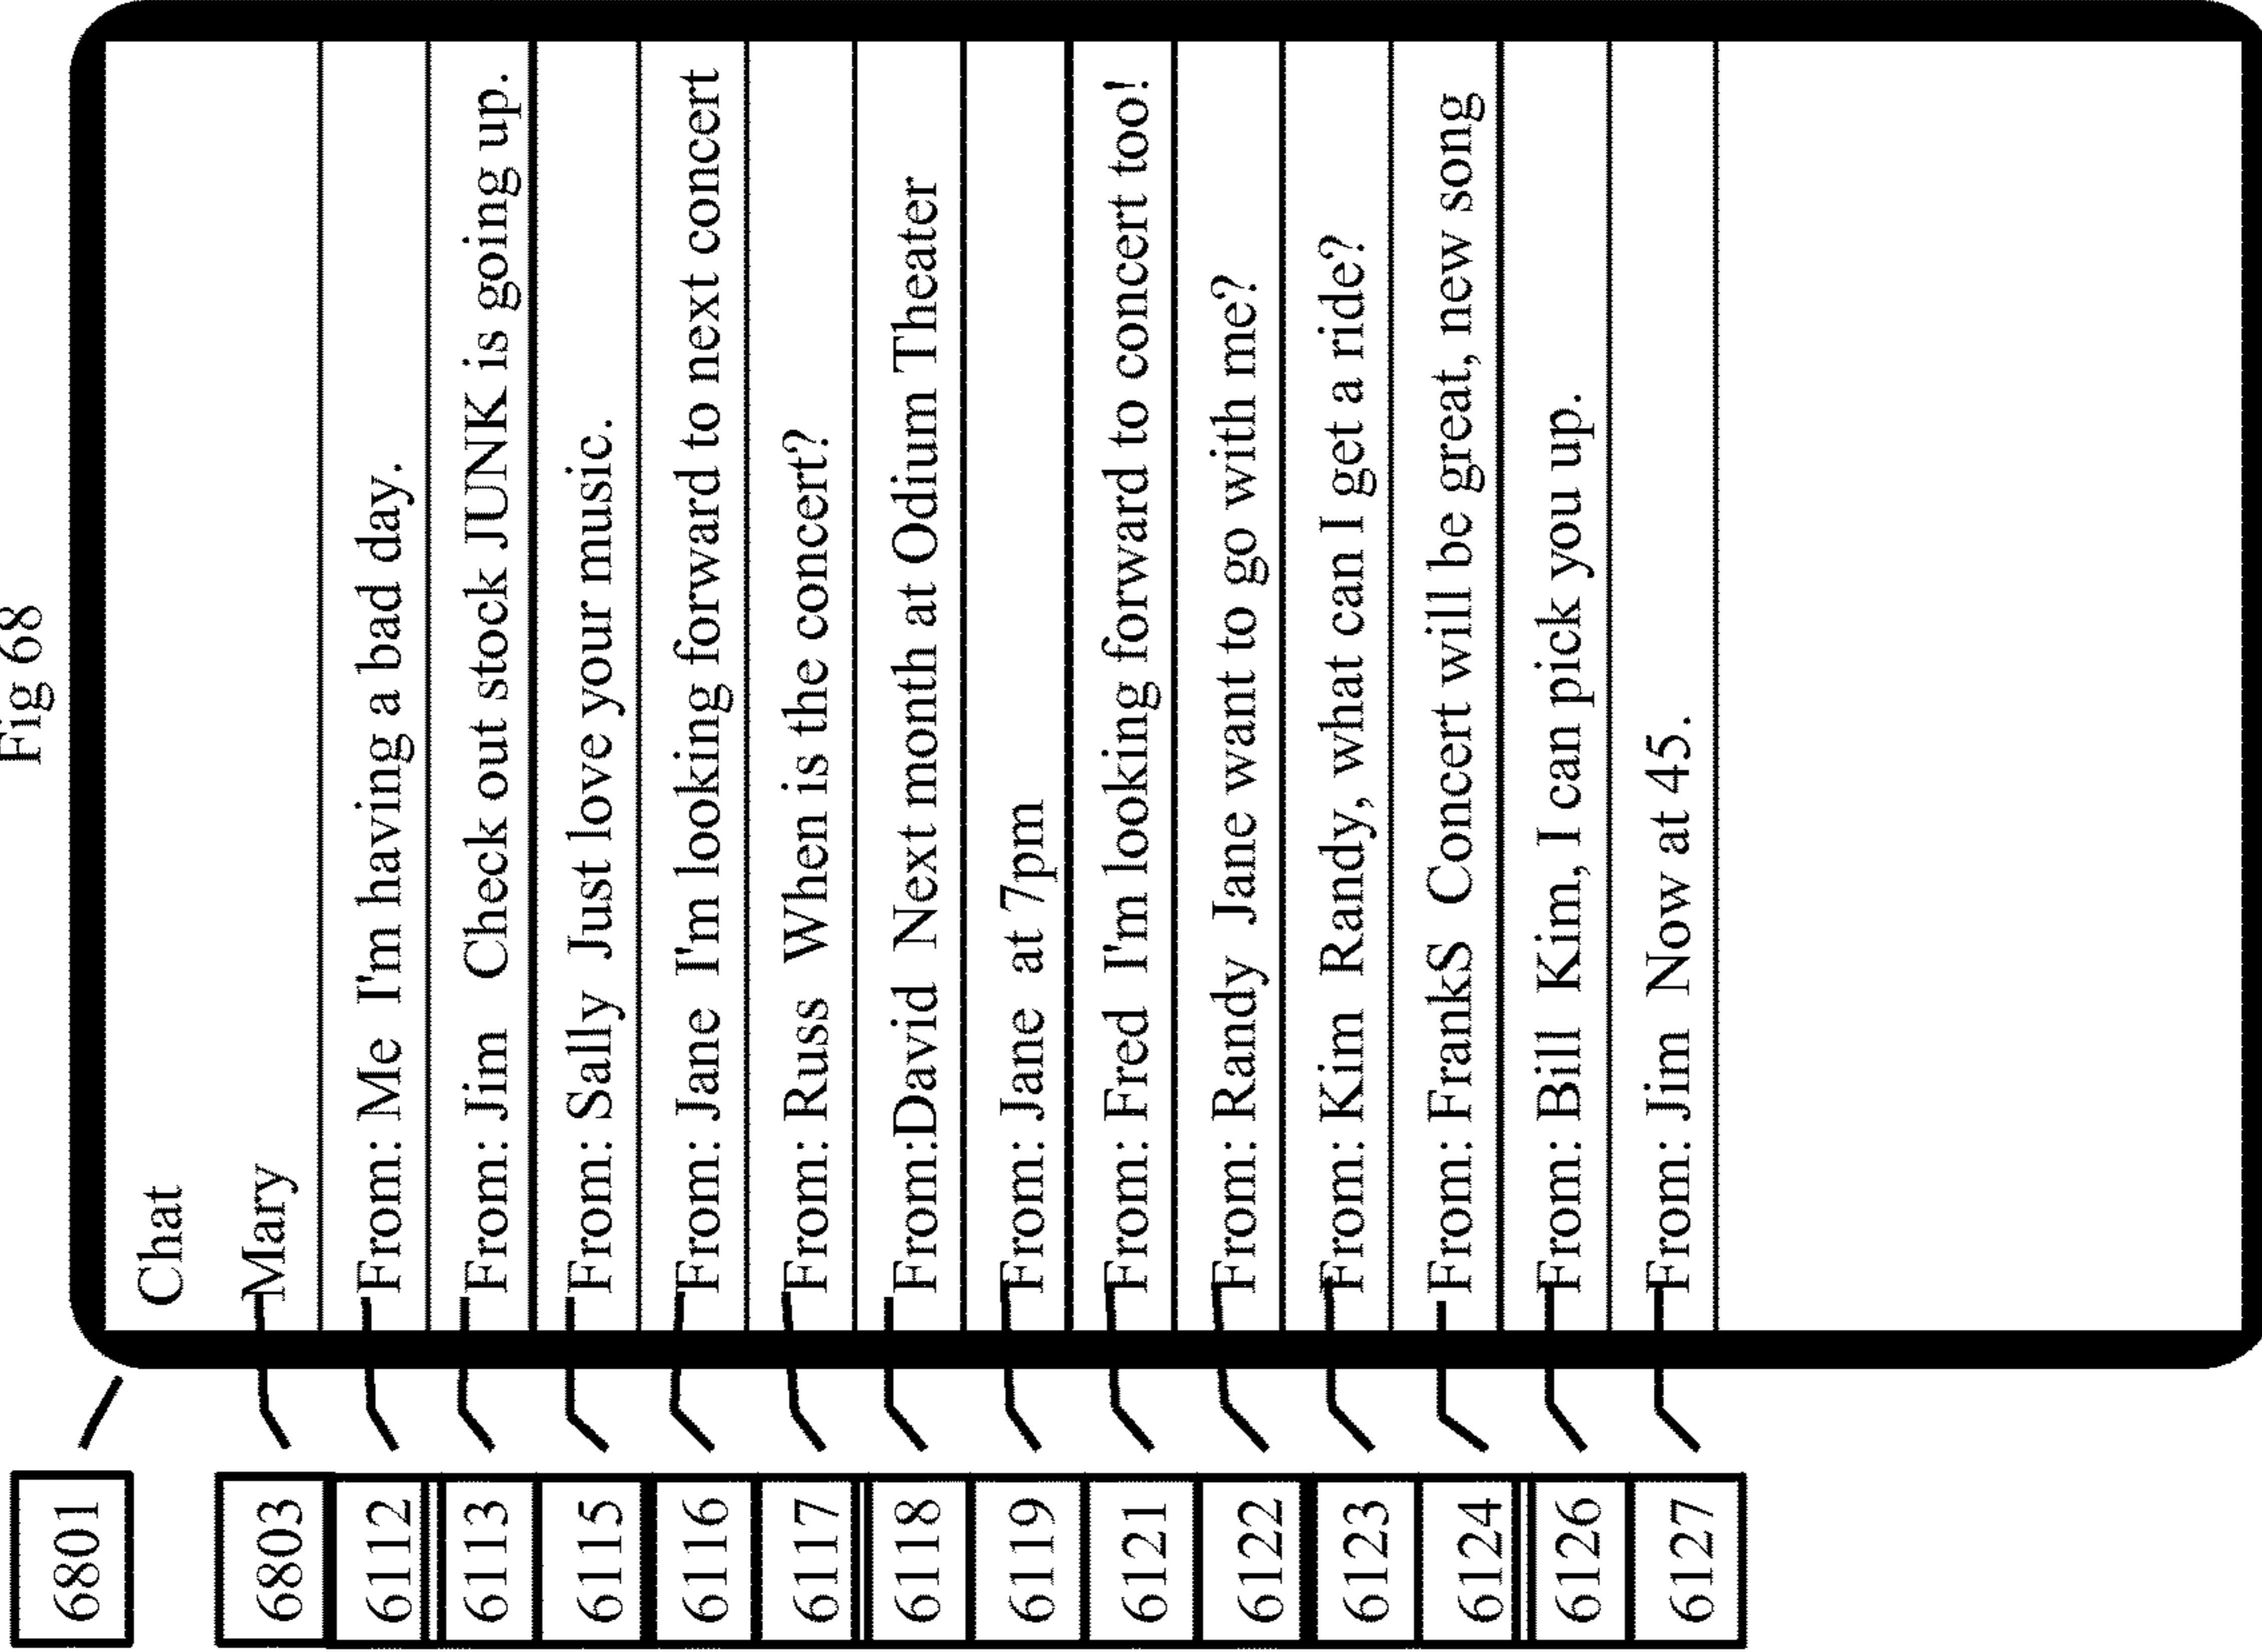 Fig 68
6801
Chat
6803 Mary
6112 From: Me I'm having a bad day.
6113 From: Jim Check out stock JUNK is going up.
6115 From: Sally Just love your music.
6116 From: Jane I'm looking forward to next concert
6117 From: Russ When is the concert?
6118 From:David Next month at Odium Theater
6119 From: Jane at 7pm
6121 From: Fred I'm looking forward to concert too!
6122 From: Randy Jane want to go with me?
6123 From: Kim Randy, what can I get a ride?
6124 From: FrankS Concert will be great, new song
6126 From: Bill Kim, I can pick you up.
6127 From: Jim Now at 45.